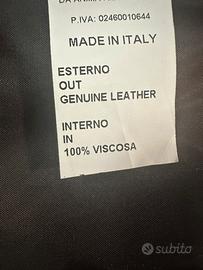 P.IVA: 02460010644
MADE IN ITALY
ESTERNO
OUT
GENUINE LEATHER
INTERNO
IN
100% VISCOSA
subito